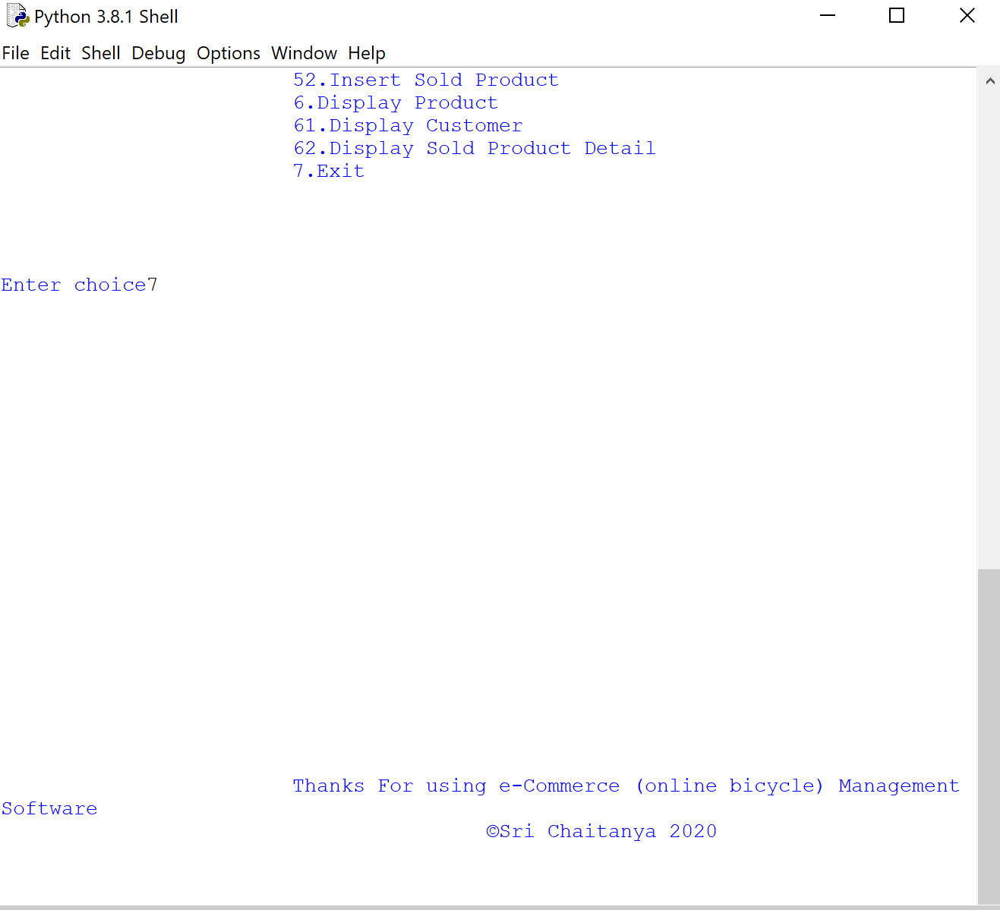 Python 3.8.1 Shell
File Edit Shell Debug Options Window Help
52.Insert Sold Product
6.Display Product
61.Display Customer
62.Display Sold Product Detail
7.Exit
Enter choice7
Thanks For using e-Commerce (online bicycle) Management
Software
©Sri Chaitanya 2020